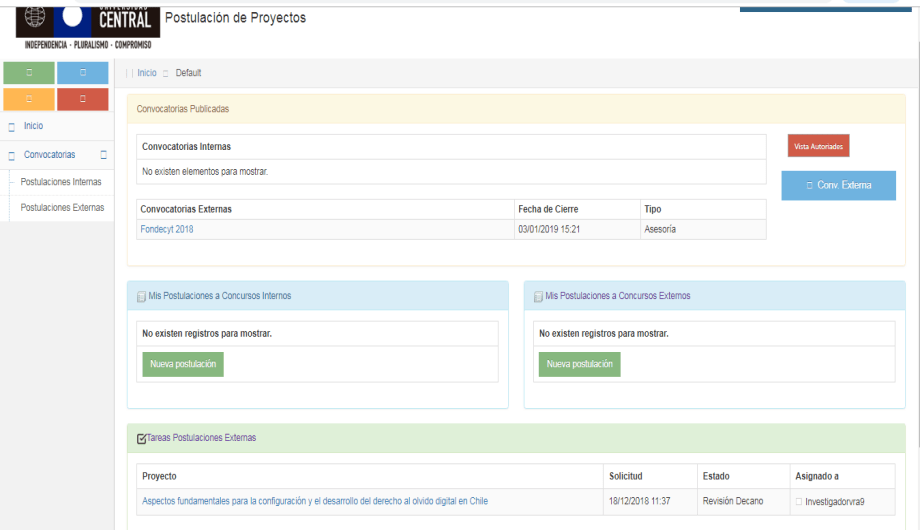 CENTRAL
Postulación de Proyectos
INDEPENDENCIA - PLURALISMO - COMPROMISO
Inicio Default
Convocatorias Publicadas
Inicio
Convocatorias
Postulaciones Internas
Postulaciones Externas
Convocatorias Internas
No existen elementos para mostrar.
Vista Autoriades
Conv. Externa
Convocatorias Externas Fecha de Cierre Tipo
Fondecyt 2018 03/01/2019 15:21 Asesoría
Mis Postulaciones a Concursos Internos
No existen registros para mostrar.
Nueva postulación
Mis Postulaciones a Concursos Externos
No existen registros para mostrar.
Nueva postulación
Tareas Postulaciones Externas
Proyecto Solicitud Estado Asignado a
Aspectos fundamentales para la configuración y el desarrollo del derecho al olvido digital en Chile 18/12/2018 11:37 Revisión Decano Investigadorvra9